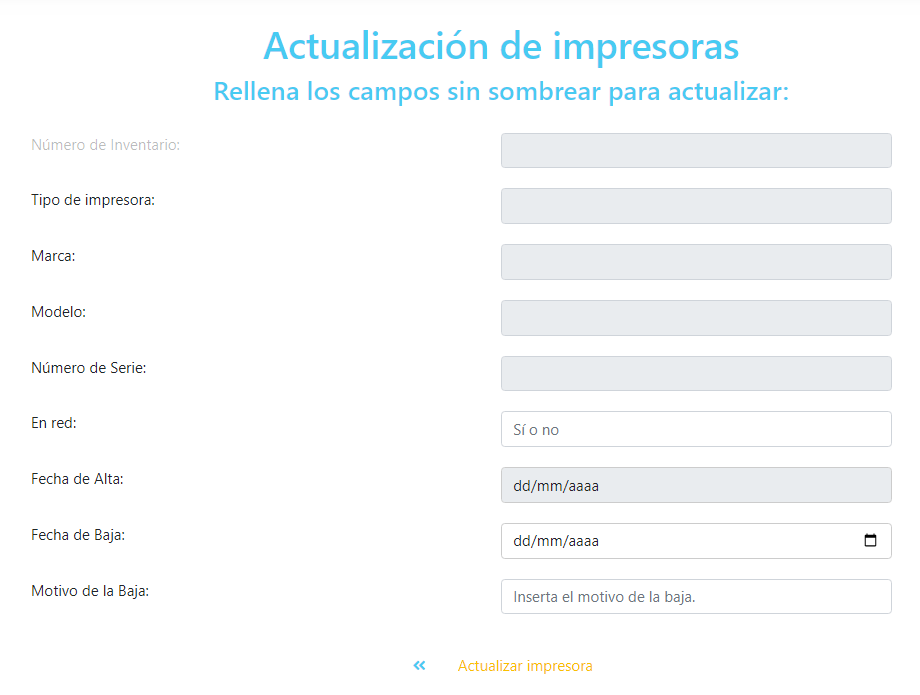 Actualización de impresoras
Rellena los campos sin sombrear para actualizar:
Número de Inventario:
Tipo de impresora:
Marca:
Modelo:
Número de Serie:
En red: Sí o no
Fecha de Alta: dd/mm/aaaa
Fecha de Baja: dd/mm/aaaa
Motivo de la Baja: Inserta el motivo de la baja.
« Actualizar impresora